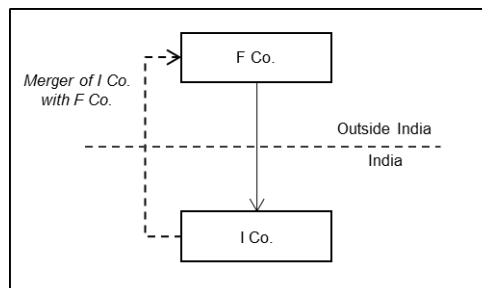 F Co.
Merger of I Co.
with F Co.
Outside India
India
I Co.